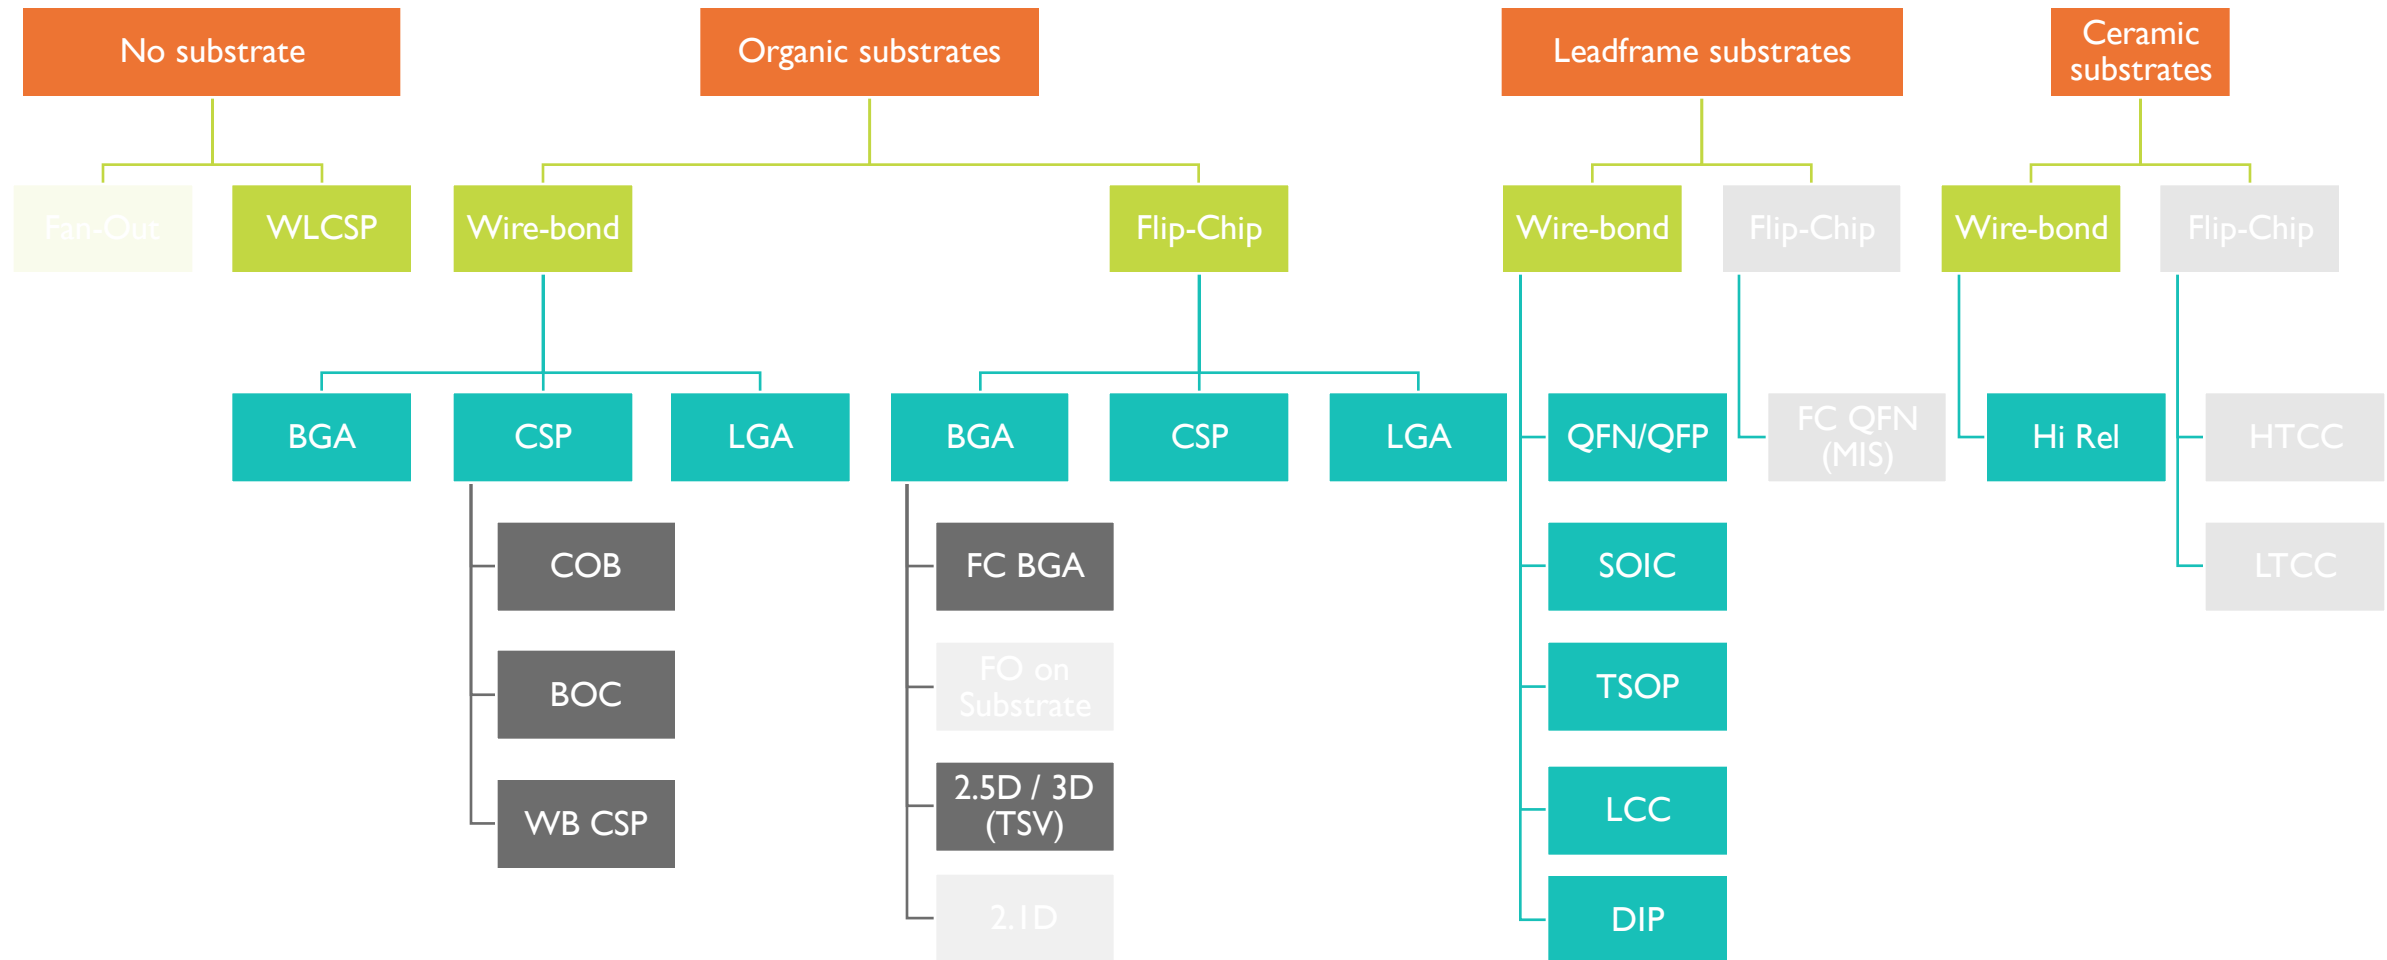 No substrate
Organic substrates
Leadframe substrates
Ceramic
substrates
Fan-Out
WLCSP
Wire-bond
Flip-Chip
Wire-bond
Flip-Chip
Wire-bond
Flip-Chip
BGA
CSP
LGA
BGA
CSP
LGA
QFN/QFP
FC QFN
(MIS)
Hi Rel
HTCC
COB
FC BGA
SOIC
LTCC
BOC
FO on
Substrate
TSOP
WB CSP
2.5D / 3D
(TSV)
LCC
2.1D
DIP